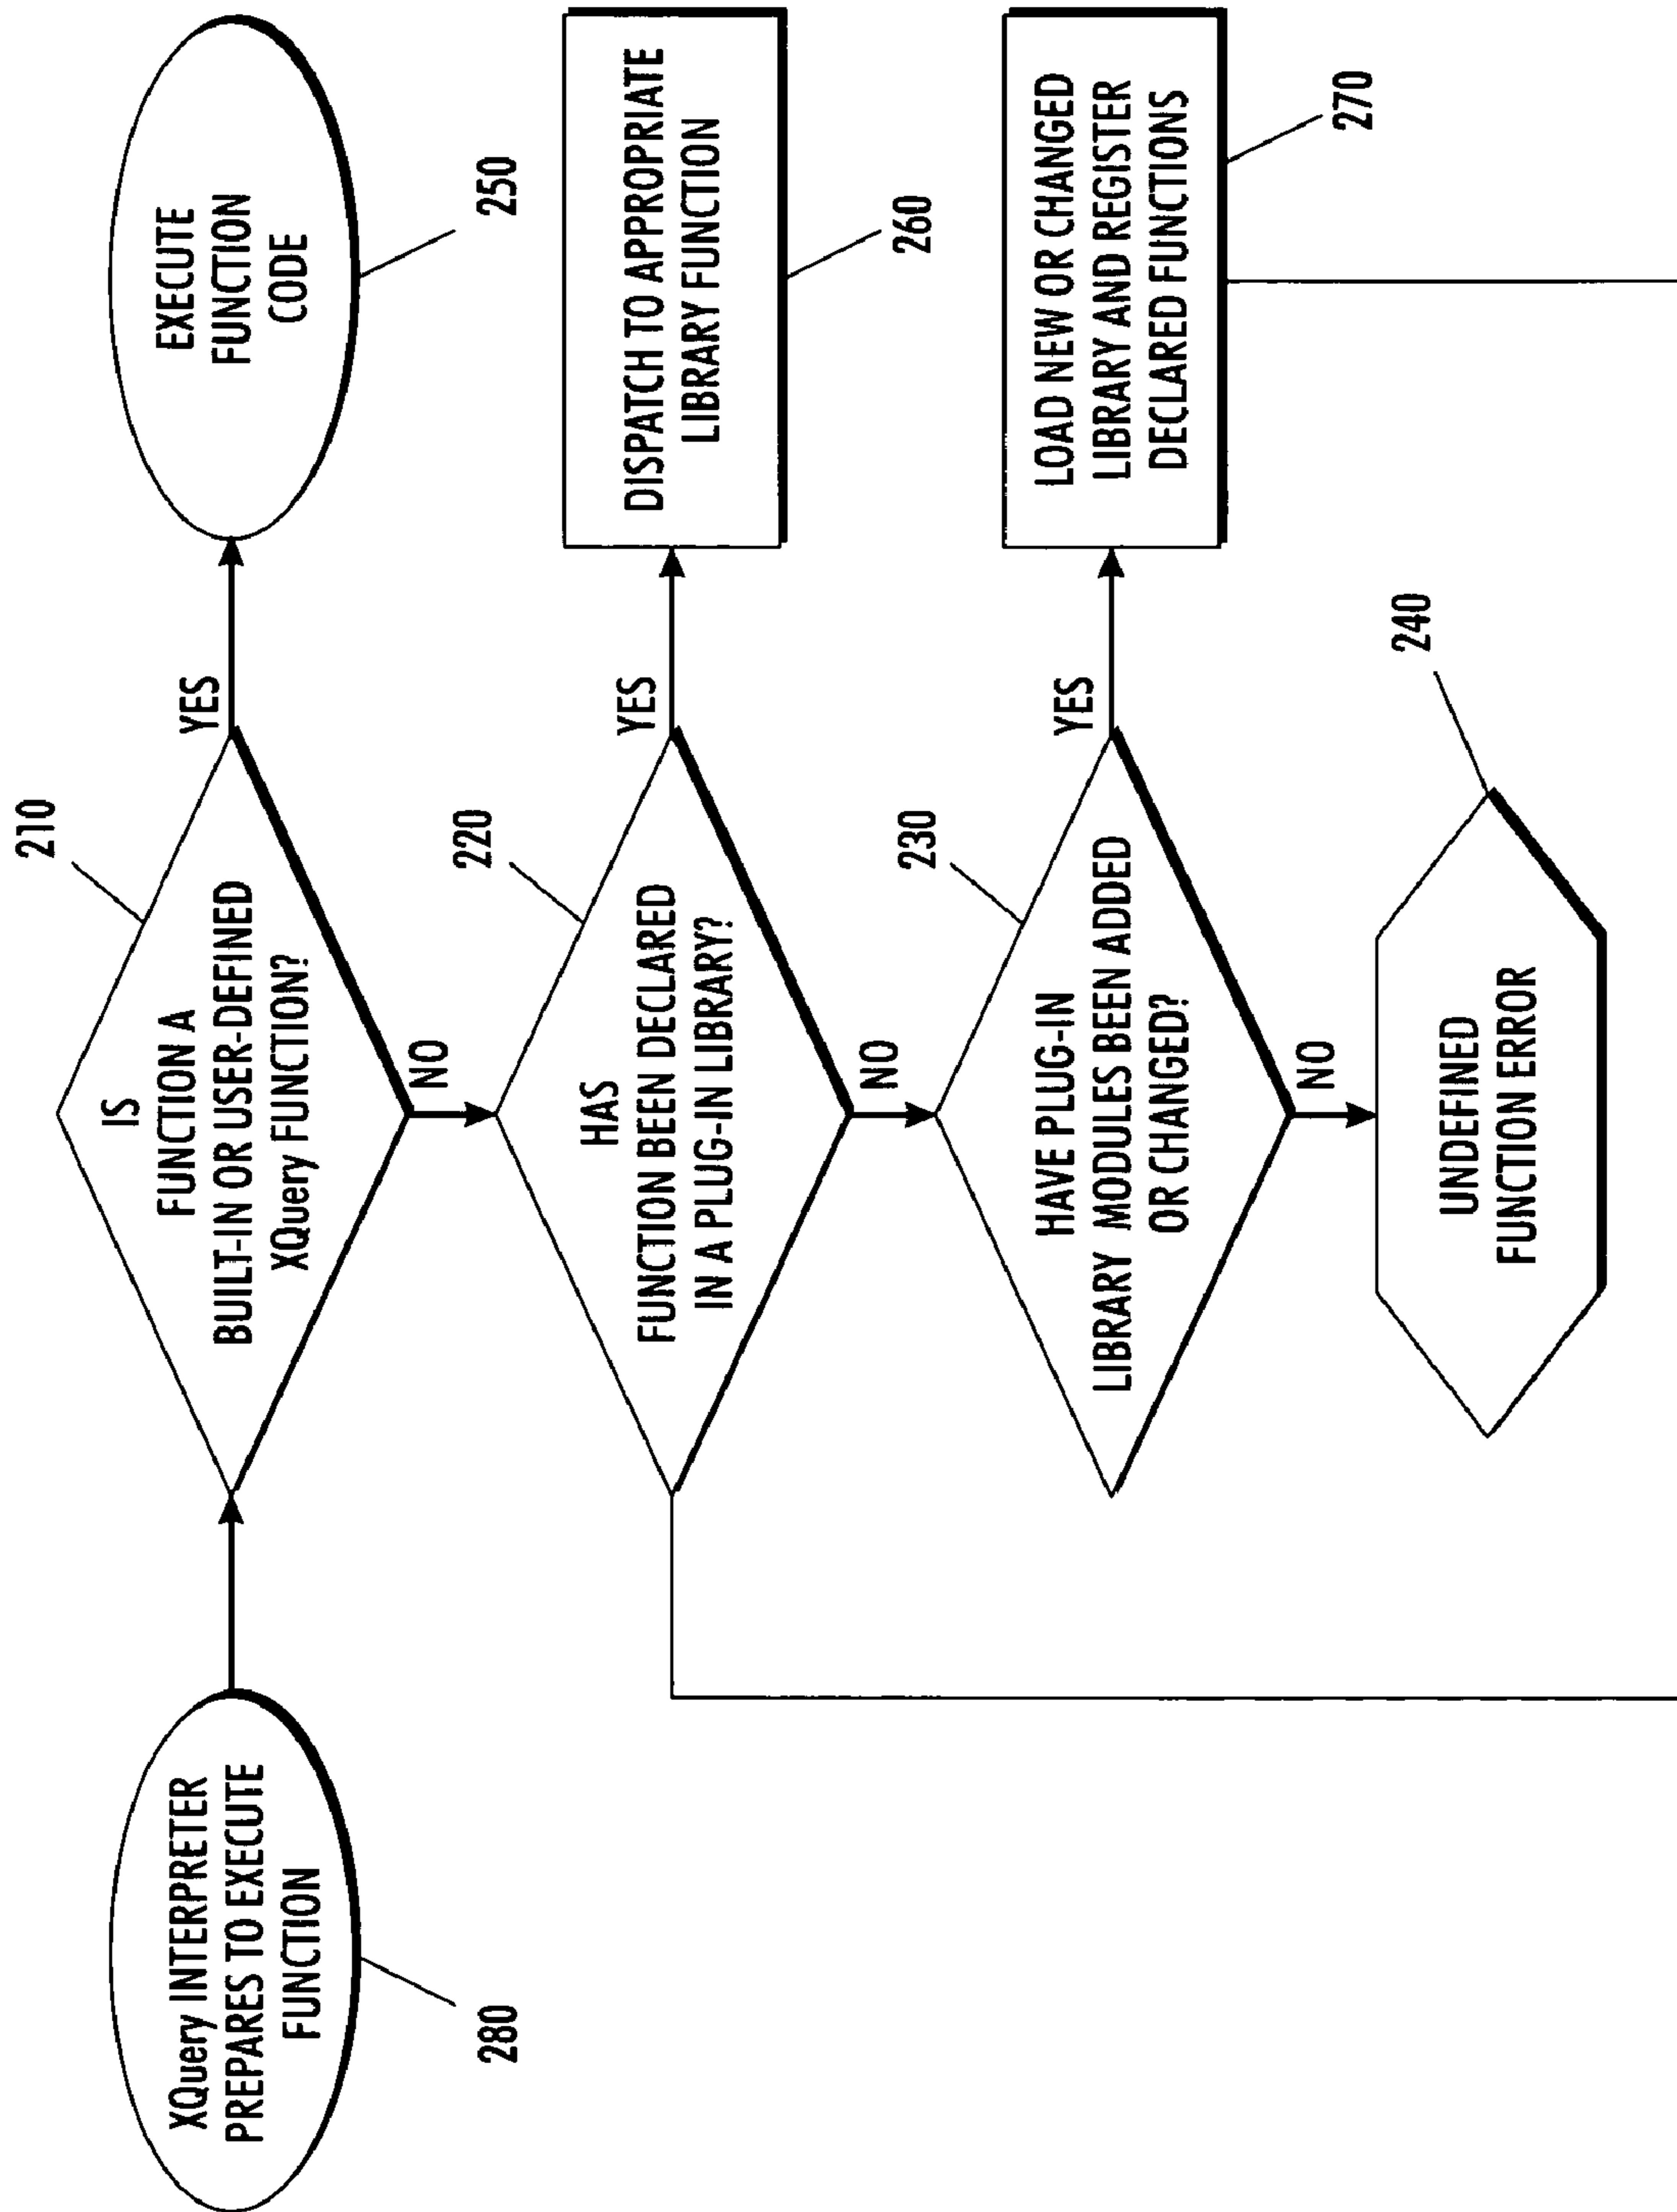 XQuery INTERPRETER
PREPARES TO EXECUTE
FUNCTION
280
IS
FUNCTION A
BUILT-IN OR USER-DEFINED
XQuery FUNCTION?
210
YES
NO
EXECUTE
FUNCTION
CODE
250
HAS
FUNCTION BEEN DECLARED
IN A PLUG-IN LIBRARY?
220
YES
NO
DISPATCH TO APPROPRIATE
LIBRARY FUNCTION
260
HAVE PLUG-IN
LIBRARY MODULES BEEN ADDED
OR CHANGED?
230
YES
NO
LOAD NEW OR CHANGED
LIBRARY AND REGISTER
DECLARED FUNCTIONS
270
UNDEFINED
FUNCTION ERROR
240